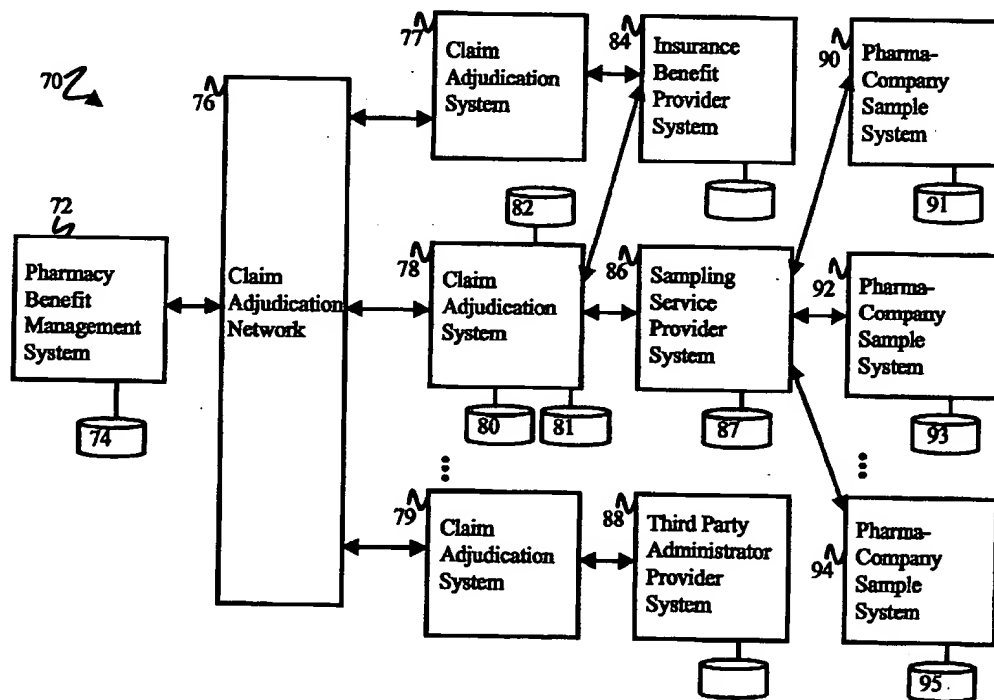 70
72
Pharmacy
Benefit
Management
System
74
76
Claim
Adjudication
Network
77
Claim
Adjudication
System
84
Insurance
Benefit
Provider
System
90
Pharma-
Company
Sample
System
91
82
78
Claim
Adjudication
System
80
81
86
Sampling
Service
Provider
System
87
92
Pharma-
Company
Sample
System
93
79
Claim
Adjudication
System
88
Third Party
Administrator
Provider
System
94
Pharma-
Company
Sample
System
95